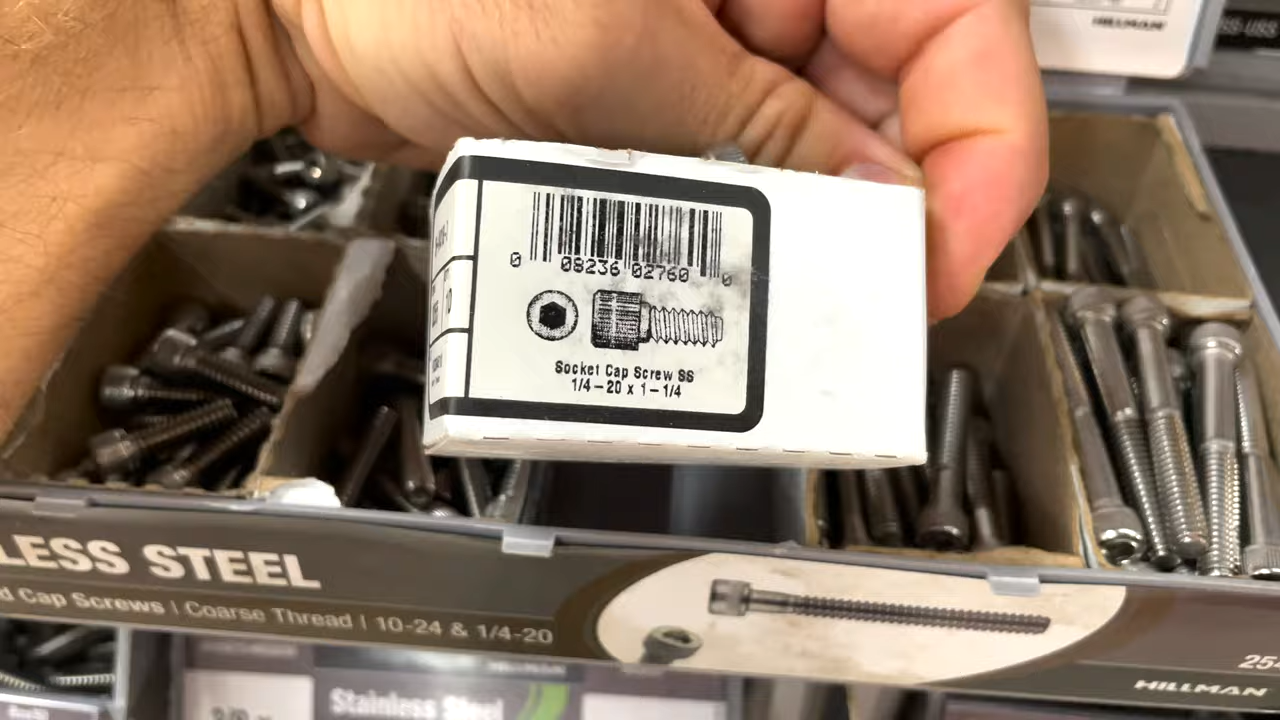 HILLMAN
0 08236 02760 0
Socket Cap Screw SS
1/4-20 x 1-1/4
LESS STEEL
d Cap Screws | Coarse Thread | 10-24 & 1/4-20
HILLMAN
Stainless Steel